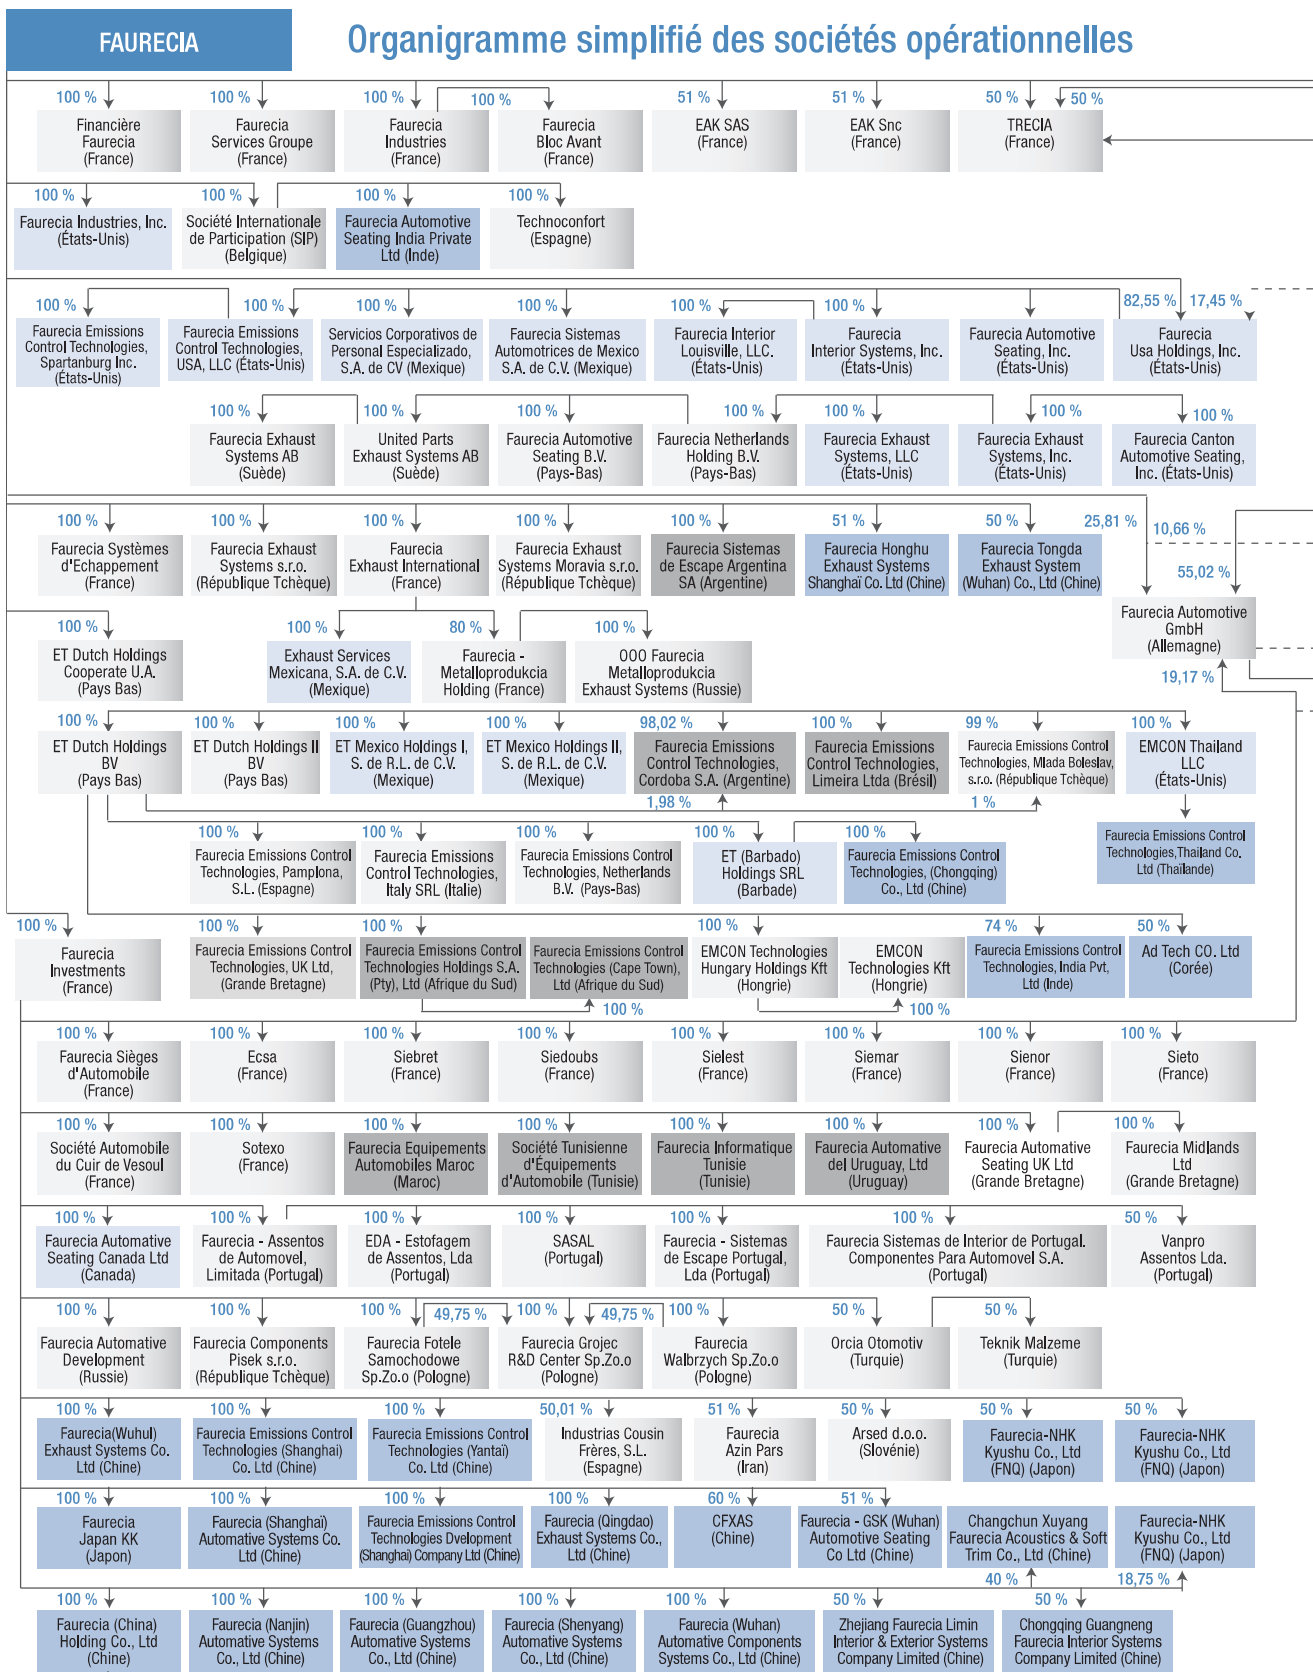 FAURECIA
Organigramme simplifié des sociétés opérationnelles
100 %
100 %
100 %
100 %
51 %
51 %
50 %
50 %
Financière
Faurecia
(France)
Faurecia
Services Groupe
(France)
Faurecia
Industries
(France)
Faurecia
Bloc Avant
(France)
EAK SAS
(France)
EAK Snc
(France)
TRECIA
(France)
100 %
100 %
100 %
100 %
Faurecia Industries, Inc.
(États-Unis)
Société Internationale
de Participation (SIP)
(Belgique)
Faurecia Automotive
Seating India Private
Ltd (Inde)
Technoconfort
(Espagne)
100 %
100 %
100 %
100 %
100 %
100 %
100 %
82,55 %
17,45 %
Faurecia Emissions
Control Technologies,
Spartanburg Inc.
(États-Unis)
Faurecia Emissions
Control Technologies,
USA, LLC (États-Unis)
Servicios Corporativos de
Personal Especializado,
S.A. de CV (Mexique)
Faurecia Sistemas
Automotrices de Mexico
S.A. de C.V. (Mexique)
Faurecia Interior
Louisville, LLC.
(États-Unis)
Faurecia
Interior Systems, Inc.
(États-Unis)
Faurecia Automotive
Seating, Inc.
(États-Unis)
Faurecia
Usa Holdings, Inc.
(États-Unis)
100 %
100 %
100 %
100 %
100 %
100 %
100 %
Faurecia Exhaust
Systems AB
(Suède)
United Parts
Exhaust Systems AB
(Suède)
Faurecia Automotive
Seating B.V.
(Pays-Bas)
Faurecia Netherlands
Holding B.V.
(Pays-Bas)
Faurecia Exhaust
Systems, LLC
(États-Unis)
Faurecia Exhaust
Systems, Inc.
(États-Unis)
Faurecia Canton
Automotive Seating,
Inc. (États-Unis)
100 %
100 %
100 %
100 %
100 %
51 %
50 %
25,81 %
10,66 %
55,02 %
Faurecia Systèmes
d'Echappement
(France)
Faurecia Exhaust
Systems s.r.o.
(République Tchèque)
Faurecia
Exhaust International
(France)
Faurecia Exhaust
Systems Moravia s.r.o.
(République Tchèque)
Faurecia Sistemas
de Escape Argentina
SA (Argentine)
Faurecia Honghu
Exhaust Systems
Shanghaï Co. Ltd (Chine)
Faurecia Tongda
Exhaust System
(Wuhan) Co., Ltd (Chine)
Faurecia Automotive
GmbH
(Allemagne)
19,17 %
100 %
100 %
80 %
100 %
ET Dutch Holdings
Cooperate U.A.
(Pays Bas)
Exhaust Services
Mexicana, S.A. de C.V.
(Mexique)
Faurecia -
Metalloprodukcia
Holding (France)
OOO Faurecia
Metalloprodukcia
Exhaust Systems (Russie)
100 %
100 %
100 %
100 %
98,02 %
100 %
99 %
100 %
ET Dutch Holdings
BV
(Pays Bas)
ET Dutch Holdings II
BV
(Pays Bas)
ET Mexico Holdings I,
S. de R.L. de C.V.
(Mexique)
ET Mexico Holdings II,
S. de R.L. de C.V.
(Mexique)
Faurecia Emissions
Control Technologies,
Cordoba S.A. (Argentine)
Faurecia Emissions
Control Technologies,
Limeira Ltda (Brésil)
Faurecia Emissions Control
Technologies, Mlada Boleslav,
s.r.o. (République Tchèque)
EMCON Thailand
LLC
(États-Unis)
1,98 %
1 %
100 %
100 %
100 %
100 %
100 %
100 %
100 %
Faurecia Emissions Control
Technologies, Pamplona,
S.L. (Espagne)
Faurecia Emissions
Control Technologies,
Italy SRL (Italie)
Faurecia Emissions Control
Technologies, Netherlands
B.V. (Pays-Bas)
ET (Barbado)
Holdings SRL
(Barbade)
Faurecia Emissions Control
Technologies, (Chongqing)
Co., Ltd (Chine)
Faurecia Emissions Control
Technologies,Thailand Co.
Ltd (Thaïlande)
100 %
100 %
100 %
74 %
50 %
Faurecia
Investments
(France)
Faurecia Emissions Control
Technologies, UK Ltd,
(Grande Bretagne)
Faurecia Emissions Control
Technologies Holdings S.A.
(Pty), Ltd (Afrique du Sud)
Faurecia Emissions Control
Technologies (Cape Town),
Ltd (Afrique du Sud)
EMCON Technologies
Hungary Holdings Kft
(Hongrie)
EMCON
Technologies Kft
(Hongrie)
Faurecia Emissions Control
Technologies, India Pvt,
Ltd (Inde)
Ad Tech CO. Ltd
(Corée)
100 %
100 %
100 %
100 %
100 %
100 %
100 %
100 %
100 %
100 %
Faurecia Sièges
d'Automobile
(France)
Ecsa
(France)
Siebret
(France)
Siedoubs
(France)
Sielest
(France)
Siemar
(France)
Sienor
(France)
Sieto
(France)
100 %
100 %
100 %
100 %
100 %
100 %
100 %
100 %
Société Automobile
du Cuir de Vesoul
(France)
Sotexo
(France)
Faurecia Equipements
Automobiles Maroc
(Maroc)
Société Tunisienne
d'Équipements
d'Automobile (Tunisie)
Faurecia Informatique
Tunisie
(Tunisie)
Faurecia Automative
del Uruguay, Ltd
(Uruguay)
Faurecia Automative
Seating UK Ltd
(Grande Bretagne)
Faurecia Midlands
Ltd
(Grande Bretagne)
100 %
100 %
100 %
100 %
100 %
100 %
50 %
Faurecia Automative
Seating Canada Ltd
(Canada)
Faurecia - Assentos
de Automovel,
Limitada (Portugal)
EDA - Estofagem
de Assentos, Lda
(Portugal)
SASAL
(Portugal)
Faurecia - Sistemas
de Escape Portugal,
Lda (Portugal)
Faurecia Sistemas de Interior de Portugal.
Componentes Para Automovel S.A.
(Portugal)
Vanpro
Assentos Lda.
(Portugal)
100 %
100 %
100 %
49,75 %
100 %
49,75 %
100 %
50 %
50 %
Faurecia Automative
Development
(Russie)
Faurecia Components
Pisek s.r.o.
(République Tchèque)
Faurecia Fotele
Samochodowe
Sp.Zo.o (Pologne)
Faurecia Grojec
R&D Center Sp.Zo.o
(Pologne)
Faurecia
Walbrzych Sp.Zo.o
(Pologne)
Orcia Otomotiv
(Turquie)
Teknik Malzeme
(Turquie)
100 %
100 %
100 %
50,01 %
51 %
50 %
50 %
50 %
Faurecia(Wuhul)
Exhaust Systems Co.
Ltd (Chine)
Faurecia Emissions Control
Technologies (Shanghai)
Co. Ltd (Chine)
Faurecia Emissions Control
Technologies (Yantaï)
Co. Ltd (Chine)
Industrias Cousin
Frères, S.L.
(Espagne)
Faurecia
Azin Pars
(Iran)
Arsed d.o.o.
(Slovénie)
Faurecia-NHK
Kyushu Co., Ltd
(FNQ) (Japon)
Faurecia-NHK
Kyushu Co., Ltd
(FNQ) (Japon)
100 %
100 %
100 %
100 %
60 %
51 %
Faurecia
Japan KK
(Japon)
Faurecia (Shanghai)
Automative Systems Co.
Ltd (Chine)
Faurecia Emissions Control
Technologies Dvelopment
(Shanghai) Company Ltd (Chine)
Faurecia (Qingdao)
Exhaust Systems Co.,
Ltd (Chine)
CFXAS
(Chine)
Faurecia - GSK (Wuhan)
Automotive Seating
Co Ltd (Chine)
Changchun Xuyang
Faurecia Acoustics & Soft
Trim Co., Ltd (Chine)
Faurecia-NHK
Kyushu Co., Ltd
(FNQ) (Japon)
40 %
18,75 %
100 %
100 %
100 %
100 %
100 %
50 %
50 %
Faurecia (China)
Holding Co., Ltd
(Chine)
Faurecia (Nanjin)
Automative Systems
Co., Ltd (Chine)
Faurecia (Guangzhou)
Automative Systems
Co., Ltd (Chine)
Faurecia (Shenyang)
Automative Systems
Co., Ltd (Chine)
Faurecia (Wuhan)
Automative Components
Systems Co., Ltd (Chine)
Zhejiang Faurecia Limin
Interior & Exterior Systems
Company Limited (Chine)
Chongqing Guangneng
Faurecia Interior Systems
Company Limited (Chine)